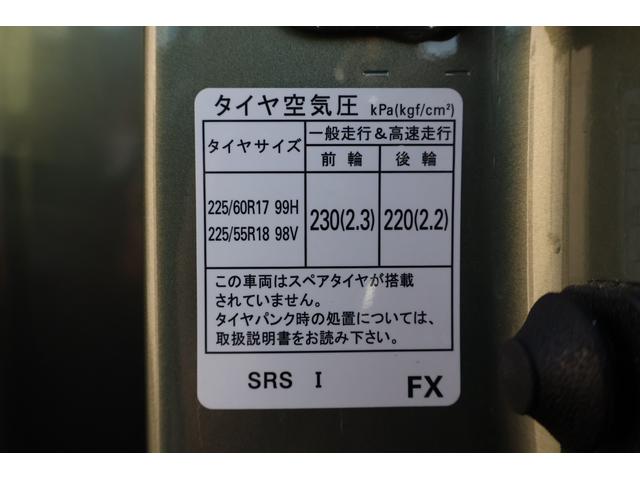 タイヤ空気圧 kPa(kgf/cm²)
タイヤサイズ 一般走行&高速走行
前輪 後輪
225/60R17 99H 230(2.3) 220(2.2)
225/55R18 98V
この車両はスペアタイヤが搭載
されていません。
タイヤパンク時の処置については、
取扱説明書をお読み下さい。
SRS I FX